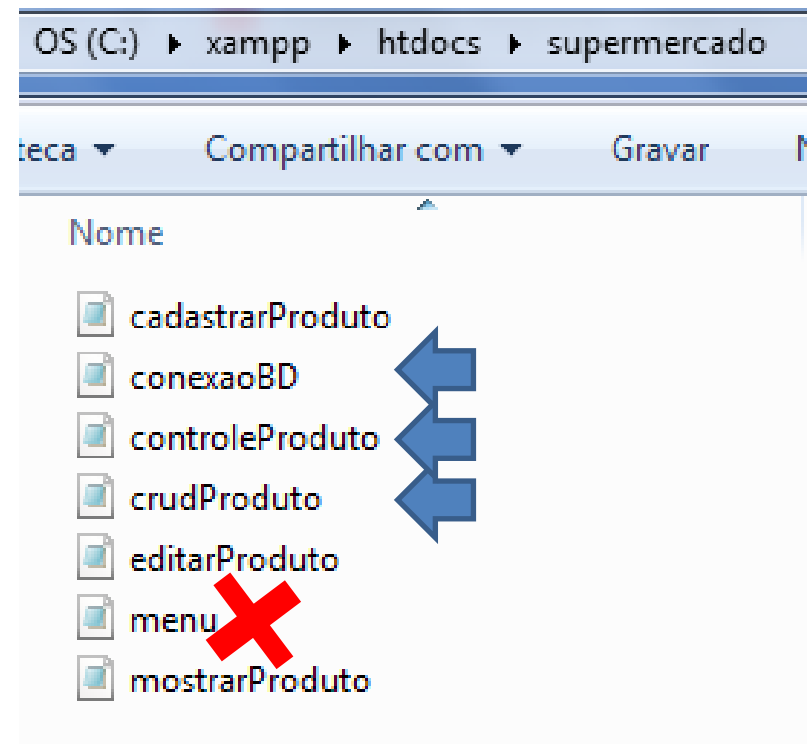 OS (C:) ▸ xampp ▸ htdocs ▸ supermercado
teca Compartilhar com Gravar
Nome
cadastrarProduto
conexaoBD
controleProduto
crudProduto
editarProduto
menu
mostrarProduto